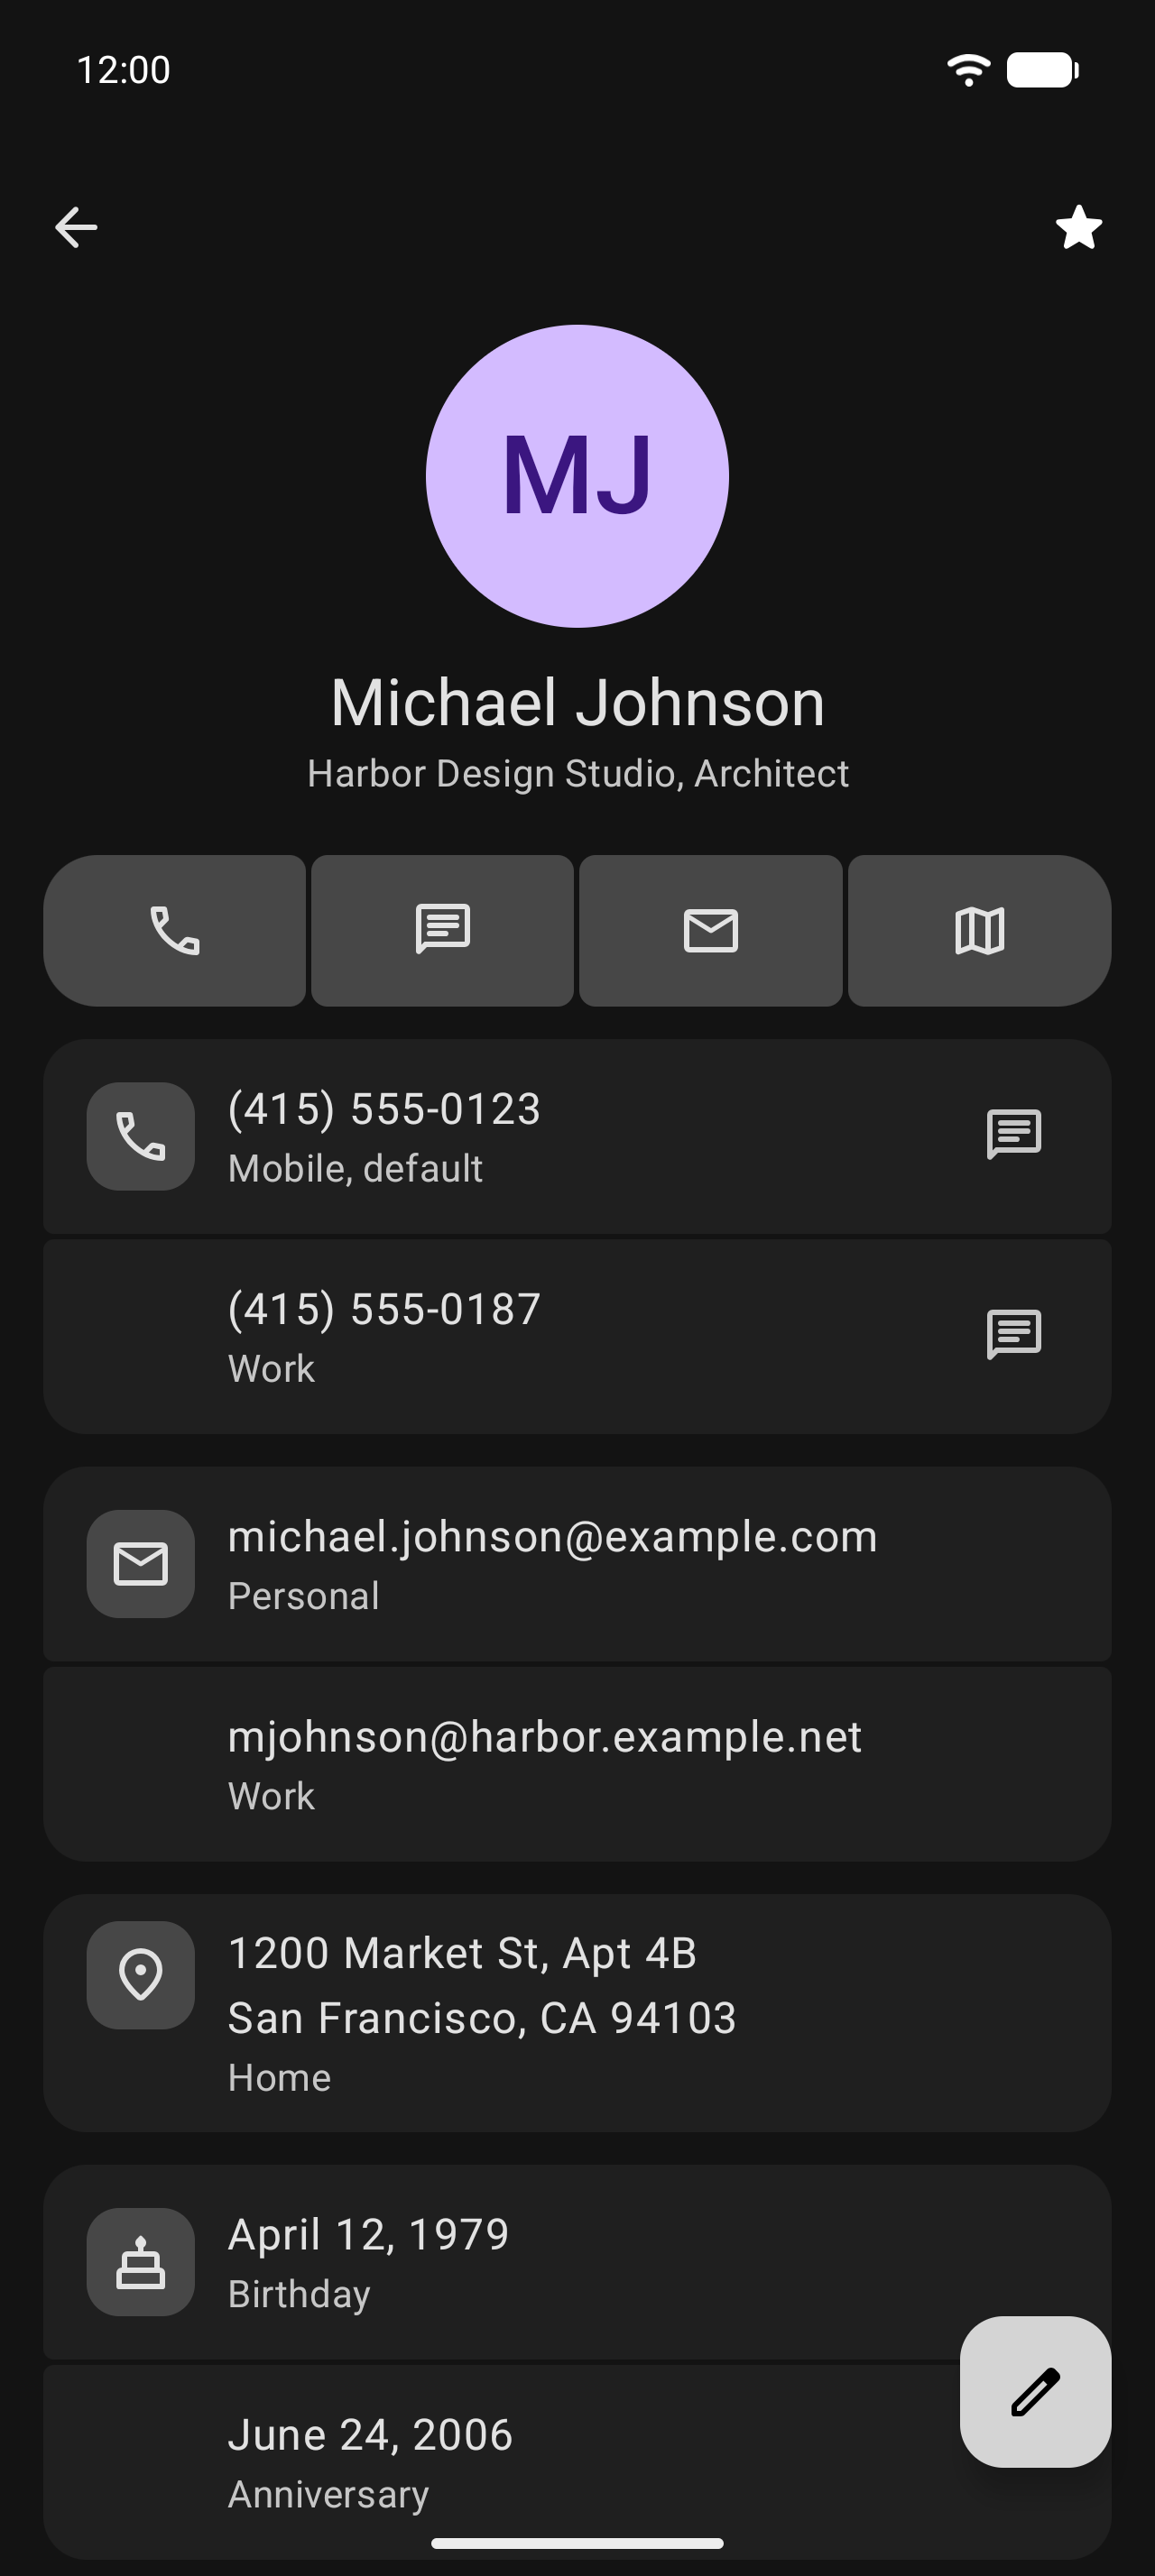 12:00
MJ
Michael Johnson
Harbor Design Studio, Architect
(415) 555-0123
Mobile, default
(415) 555-0187
Work
michael.johnson@example.com
Personal
mjohnson@harbor.example.net
Work
1200 Market St, Apt 4B
San Francisco, CA 94103
Home
April 12, 1979
Birthday
June 24, 2006
Anniversary